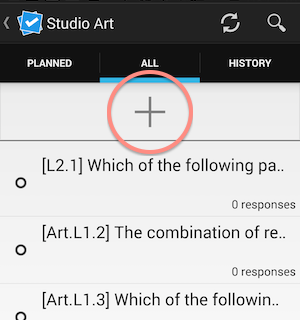 Studio Art
PLANNED ALL HISTORY
[L2.1] Which of the following pa..
0 responses
[Art.L1.2] The combination of re..
0 responses
[Art.L1.3] Which of the followin..